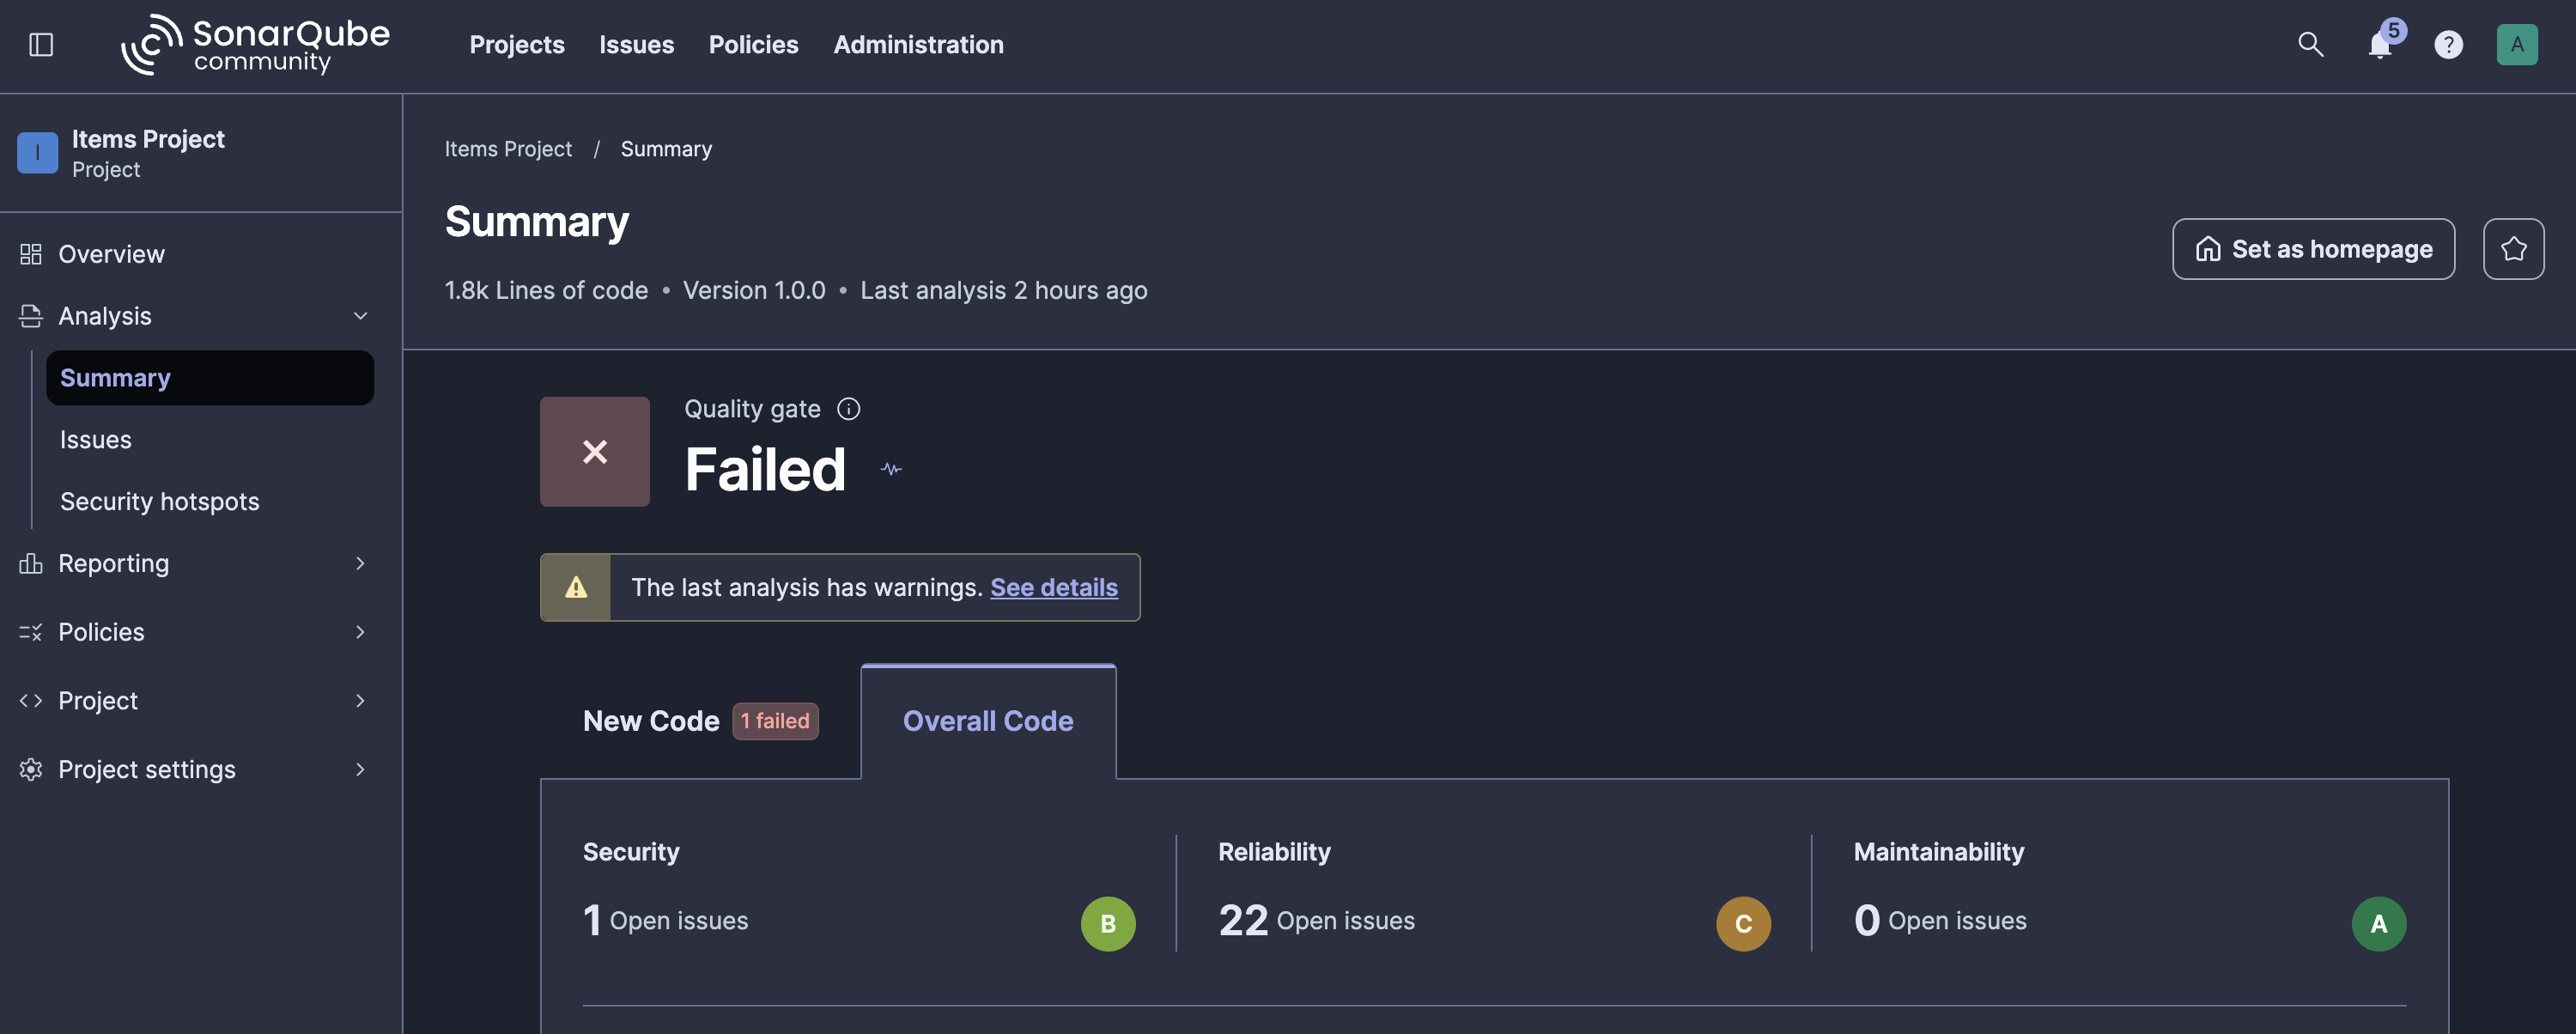 SonarQube
community
Projects
Issues
Policies
Administration
5
?
A
I
Items Project
Project
Overview
Analysis
Summary
Issues
Security hotspots
Reporting
Policies
Project
Project settings
Items Project / Summary
Summary
1.8k Lines of code • Version 1.0.0 • Last analysis 2 hours ago
Set as homepage
Quality gate
Failed
The last analysis has warnings. See details
New Code 1 failed
Overall Code
Security
1 Open issues
B
Reliability
22 Open issues
C
Maintainability
0 Open issues
A